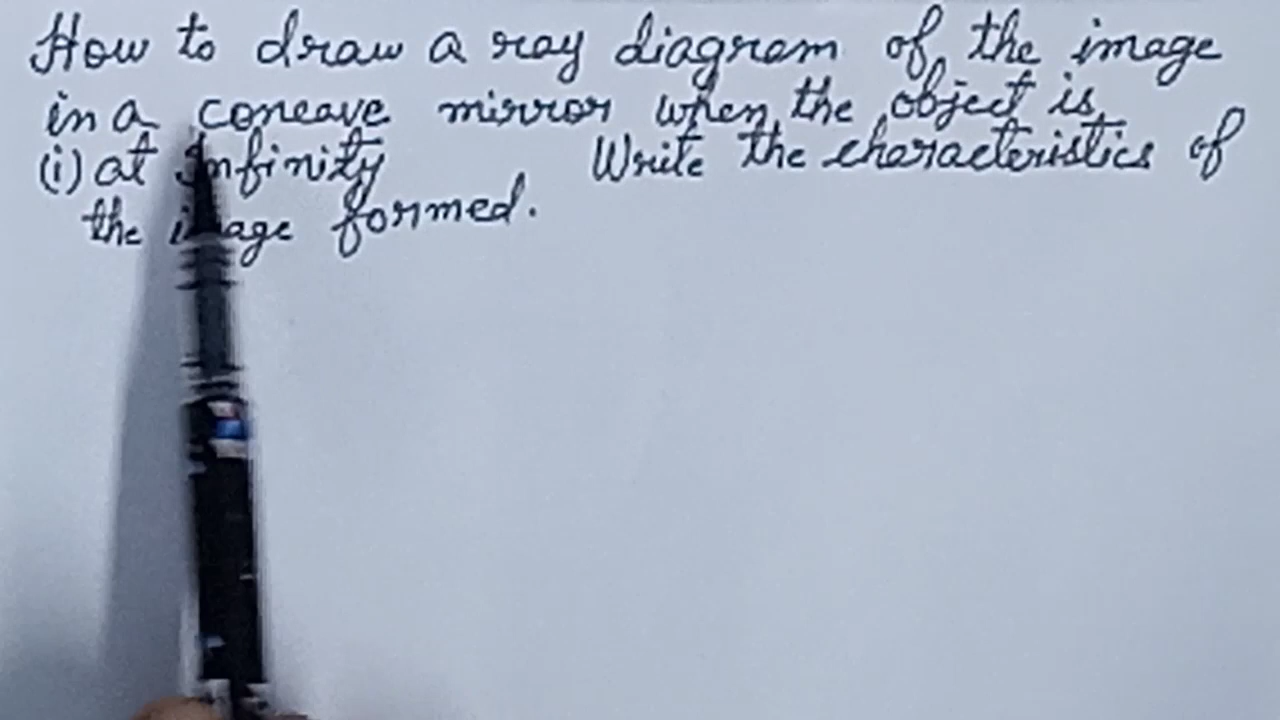 How to draw a ray diagram of the image
in a concave mirror when the object is
(i) at Infinity Write the characteristics of
the image formed.